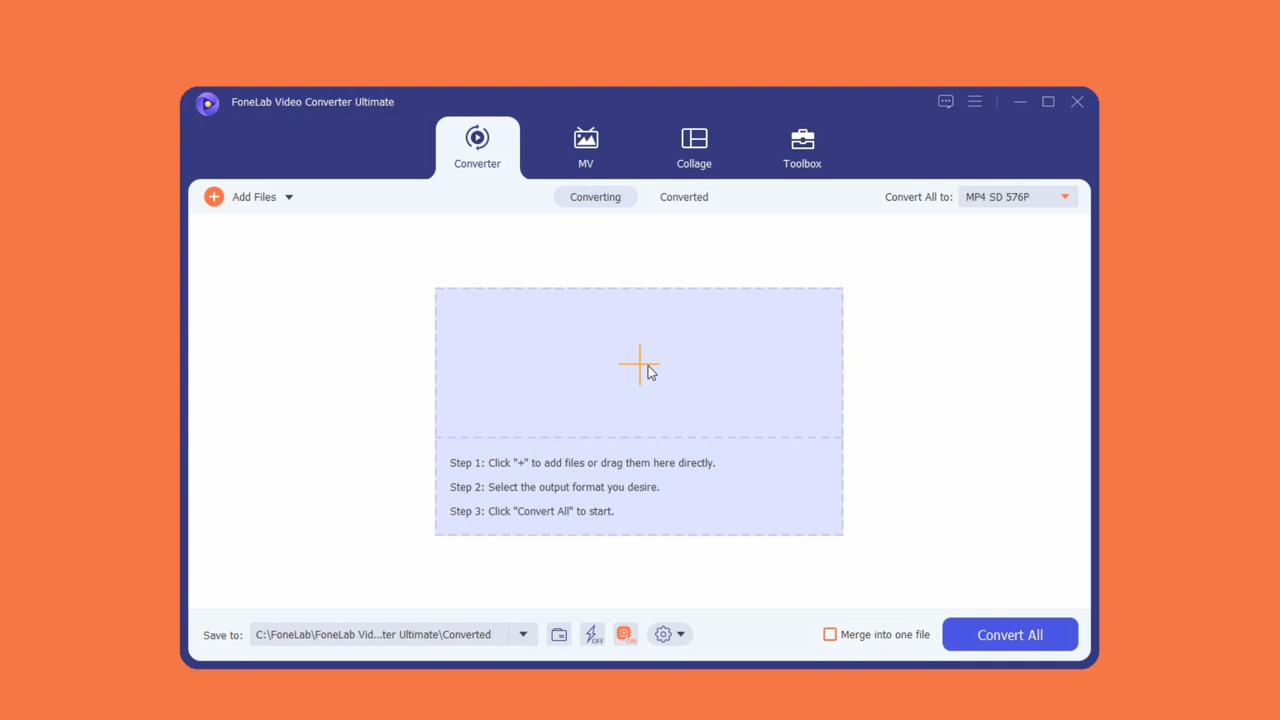 FoneLab Video Converter Ultimate
Converter
MV
Collage
Toolbox
Add Files
Converting
Converted
Convert All to:
MP4 SD 576P
Step 1: Click "+" to add files or drag them here directly.
Step 2: Select the output format you desire.
Step 3: Click "Convert All" to start.
Save to:
C:\FoneLab\FoneLab Vid...ter Ultimate\Converted
OFF
ON
Merge into one file
Convert All